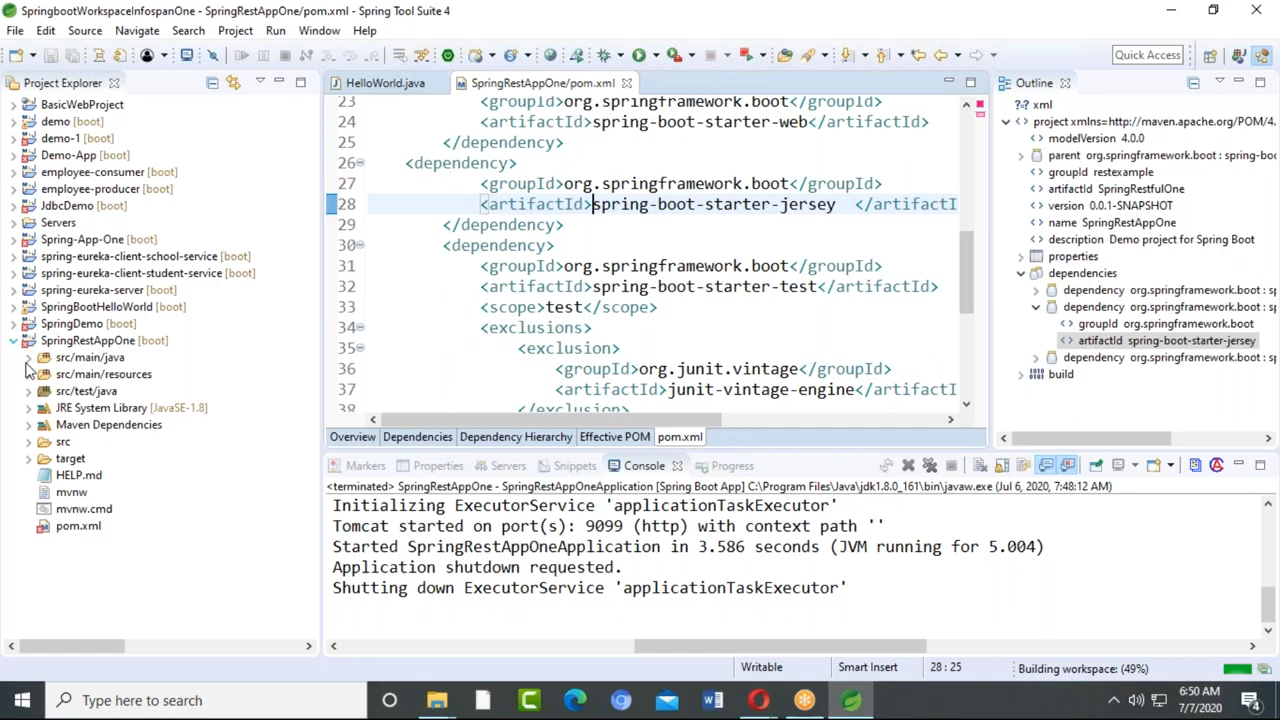 SpringbootWorkspaceInfospanOne - SpringRestAppOne/pom.xml - Spring Tool Suite 4
File Edit Source Navigate Search Project Run Window Help
Quick Access
Project Explorer
BasicWebProject
demo [boot]
demo-1 [boot]
Demo-App [boot]
employee-consumer [boot]
employee-producer [boot]
JdbcDemo [boot]
Servers
Spring-App-One [boot]
spring-eureka-client-school-service [boot]
spring-eureka-client-student-service [boot]
spring-eureka-server [boot]
SpringBootHelloWorld [boot]
SpringDemo [boot]
SpringRestAppOne [boot]
src/main/java
src/main/resources
src/test/java
JRE System Library [JavaSE-1.8]
Maven Dependencies
src
target
HELP.md
mvnw
mvnw.cmd
pom.xml
HelloWorld.java SpringRestAppOne/pom.xml
23 <groupId>org.springframework.boot</groupId>
24 <artifactId>spring-boot-starter-web</artifactId>
25 </dependency>
26 <dependency>
27 <groupId>org.springframework.boot</groupId>
28 <artifactId>spring-boot-starter-jersey </artifactI
29 </dependency>
30 <dependency>
31 <groupId>org.springframework.boot</groupId>
32 <artifactId>spring-boot-starter-test</artifactId>
33 <scope>test</scope>
34 <exclusions>
35 <exclusion>
36 <groupId>org.junit.vintage</groupId>
37 <artifactId>junit-vintage-engine</artifactI
38 </exclusion>
Overview Dependencies Dependency Hierarchy Effective POM pom.xml
Outline
xml
project xmlns=http://maven.apache.org/POM/4.
modelVersion 4.0.0
parent org.springframework.boot : spring-bo
groupId restexample
artifactId SpringRestfulOne
version 0.0.1-SNAPSHOT
name SpringRestAppOne
description Demo project for Spring Boot
properties
dependencies
dependency org.springframework.boot : sp
dependency org.springframework.boot : sp
groupId org.springframework.boot
artifactId spring-boot-starter-jersey
dependency org.springframework.boot : sp
build
Markers Properties Servers Snippets Console Progress
<terminated> SpringRestAppOne - SpringRestAppOneApplication [Spring Boot App] C:\Program Files\Java\jdk1.8.0_161\bin\javaw.exe (Jul 6, 2020, 7:48:12 AM)
Initializing ExecutorService 'applicationTaskExecutor'
Tomcat started on port(s): 9099 (http) with context path ''
Started SpringRestAppOneApplication in 3.586 seconds (JVM running for 5.004)
Application shutdown requested.
Shutting down ExecutorService 'applicationTaskExecutor'
Writable Smart Insert 28 : 25 Building workspace: (49%)
Type here to search
6:50 AM
7/7/2020
4